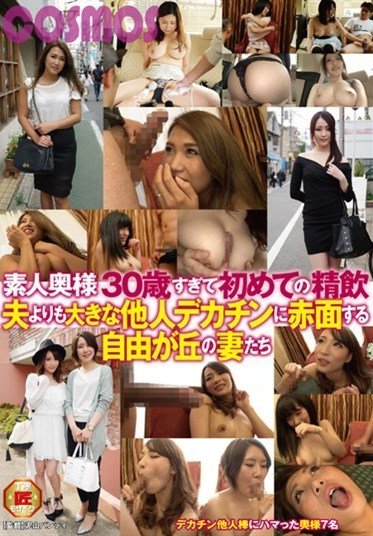 COSMOS
素人奥様 30歳すぎて初めての精飲
夫よりも大きな他人デカチンに赤面する
自由が丘の妻たち
匠
デカチン他人棒にハマった奥様7名